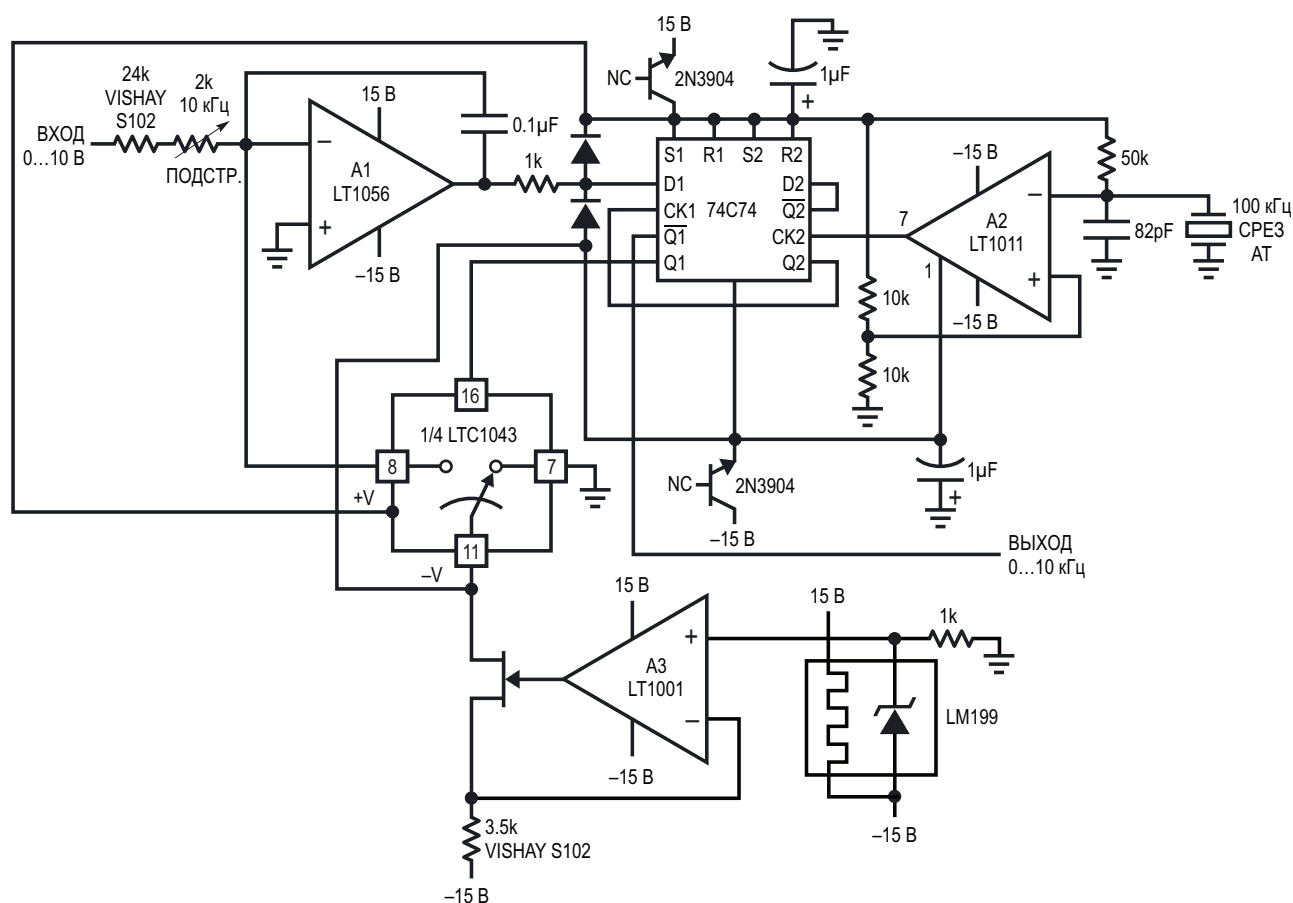 15 В
NC
2N3904
1µF
+
24k
VISHAY
S102
2k
10 кГц
ВХОД
0...10 В
ПОДСТР.
15 В
–
A1
LT1056
+
–15 В
0.1µF
1k
S1 R1 S2 R2
D1 D2
CK1 74C74 Q2
Q1 CK2
Q1 Q2
–15 В
–
A2
LT1011
+
7
1
–15 В
50k
82pF
100 кГц
СРЕЗ
АТ
10k
10k
16
1/4 LTC1043
8
7
+V
11
–V
NC
2N3904
–15 В
1µF
+
ВЫХОД
0...10 кГц
15 В
+
A3
LT1001
–
–15 В
15 В
1k
LM199
–15 В
3.5k
VISHAY S102
–15 В